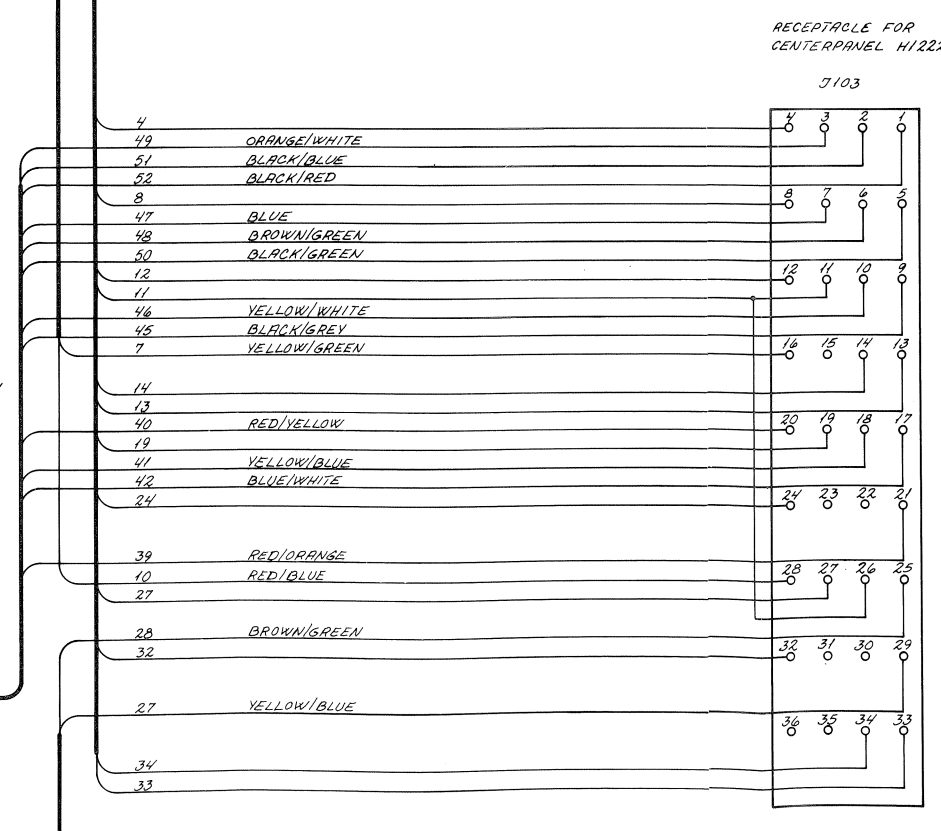 RECEPTACLE FOR
CENTERPANEL H1222
J103
4
49 ORANGE/WHITE
51 BLACK/BLUE
52 BLACK/RED
8
47 BLUE
48 BROWN/GREEN
50 BLACK/GREEN
12
11
46 YELLOW/WHITE
45 BLACK/GREY
7 YELLOW/GREEN
14
13
40 RED/YELLOW
19
41 YELLOW/BLUE
42 BLUE/WHITE
24
39 RED/ORANGE
10 RED/BLUE
27
28 BROWN/GREEN
32
27 YELLOW/BLUE
34
33
4 3 2 1
8 7 6 5
12 11 10 9
16 15 14 13
20 19 18 17
24 23 22 21
28 27 26 25
32 31 30 29
36 35 34 33